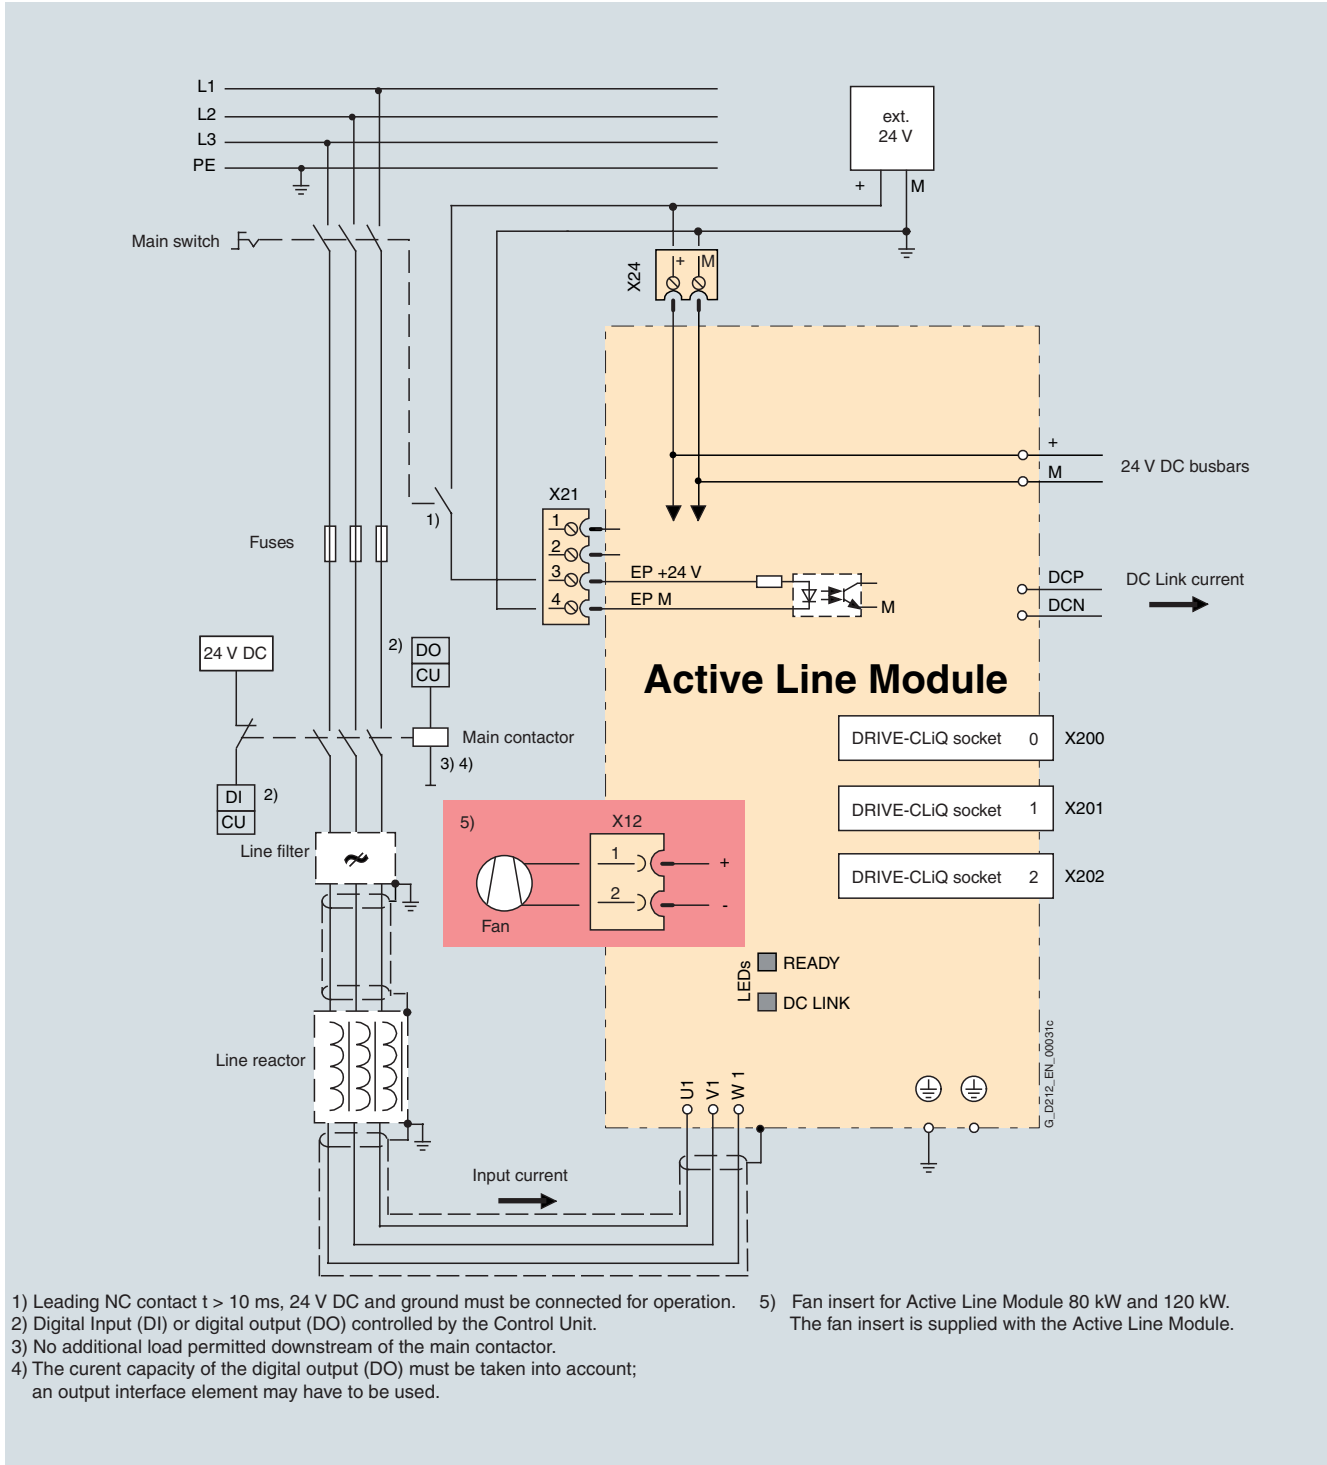 L1
L2
L3
PE
ext.
24 V
+ M
Main switch
X24
+ M
+
M
24 V DC busbars
X21
1)
1
2
3
4
Fuses
EP +24 V
EP M
M
DCP
DCN
DC Link current
24 V DC
2)
DO
CU
Active Line Module
Main contactor
3) 4)
DRIVE-CLiQ socket 0 X200
DI
CU
2)
DRIVE-CLiQ socket 1 X201
5)
X12
Line filter
1
+
2
-
Fan
DRIVE-CLiQ socket 2 X202
LEDs
READY
DC LINK
Line reactor
U1
V1
W 1
G_D212_EN_00031c
Input current
1) Leading NC contact t > 10 ms, 24 V DC and ground must be connected for operation.
2) Digital Input (DI) or digital output (DO) controlled by the Control Unit.
3) No additional load permitted downstream of the main contactor.
4) The curent capacity of the digital output (DO) must be taken into account;
an output interface element may have to be used.
5) Fan insert for Active Line Module 80 kW and 120 kW.
The fan insert is supplied with the Active Line Module.